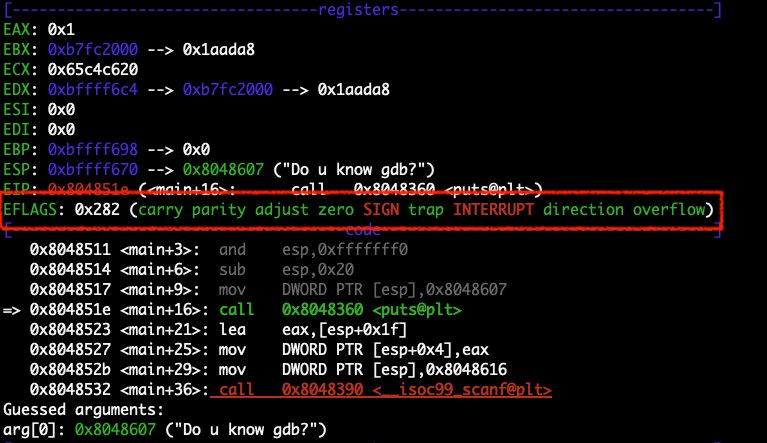 [----------------------------------registers-----------------------------------]
EAX: 0x1
EBX: 0xb7fc2000 --> 0x1aada8
ECX: 0x65c4c620
EDX: 0xbffff6c4 --> 0xb7fc2000 --> 0x1aada8
ESI: 0x0
EDI: 0x0
EBP: 0xbffff698 --> 0x0
ESP: 0xbffff670 --> 0x8048607 ("Do u know gdb?")
EIP: 0x804851e (<main+16>: call 0x8048360 <puts@plt>)
EFLAGS: 0x282 (carry parity adjust zero SIGN trap INTERRUPT direction overflow)
[ code ]
0x8048511 <main+3>: and esp,0xfffffff0
0x8048514 <main+6>: sub esp,0x20
0x8048517 <main+9>: mov DWORD PTR [esp],0x8048607
=> 0x804851e <main+16>: call 0x8048360 <puts@plt>
0x8048523 <main+21>: lea eax,[esp+0x1f]
0x8048527 <main+25>: mov DWORD PTR [esp+0x4],eax
0x804852b <main+29>: mov DWORD PTR [esp],0x8048616
0x8048532 <main+36>: call 0x8048390 <__isoc99_scanf@plt>
Guessed arguments:
arg[0]: 0x8048607 ("Do u know gdb?")